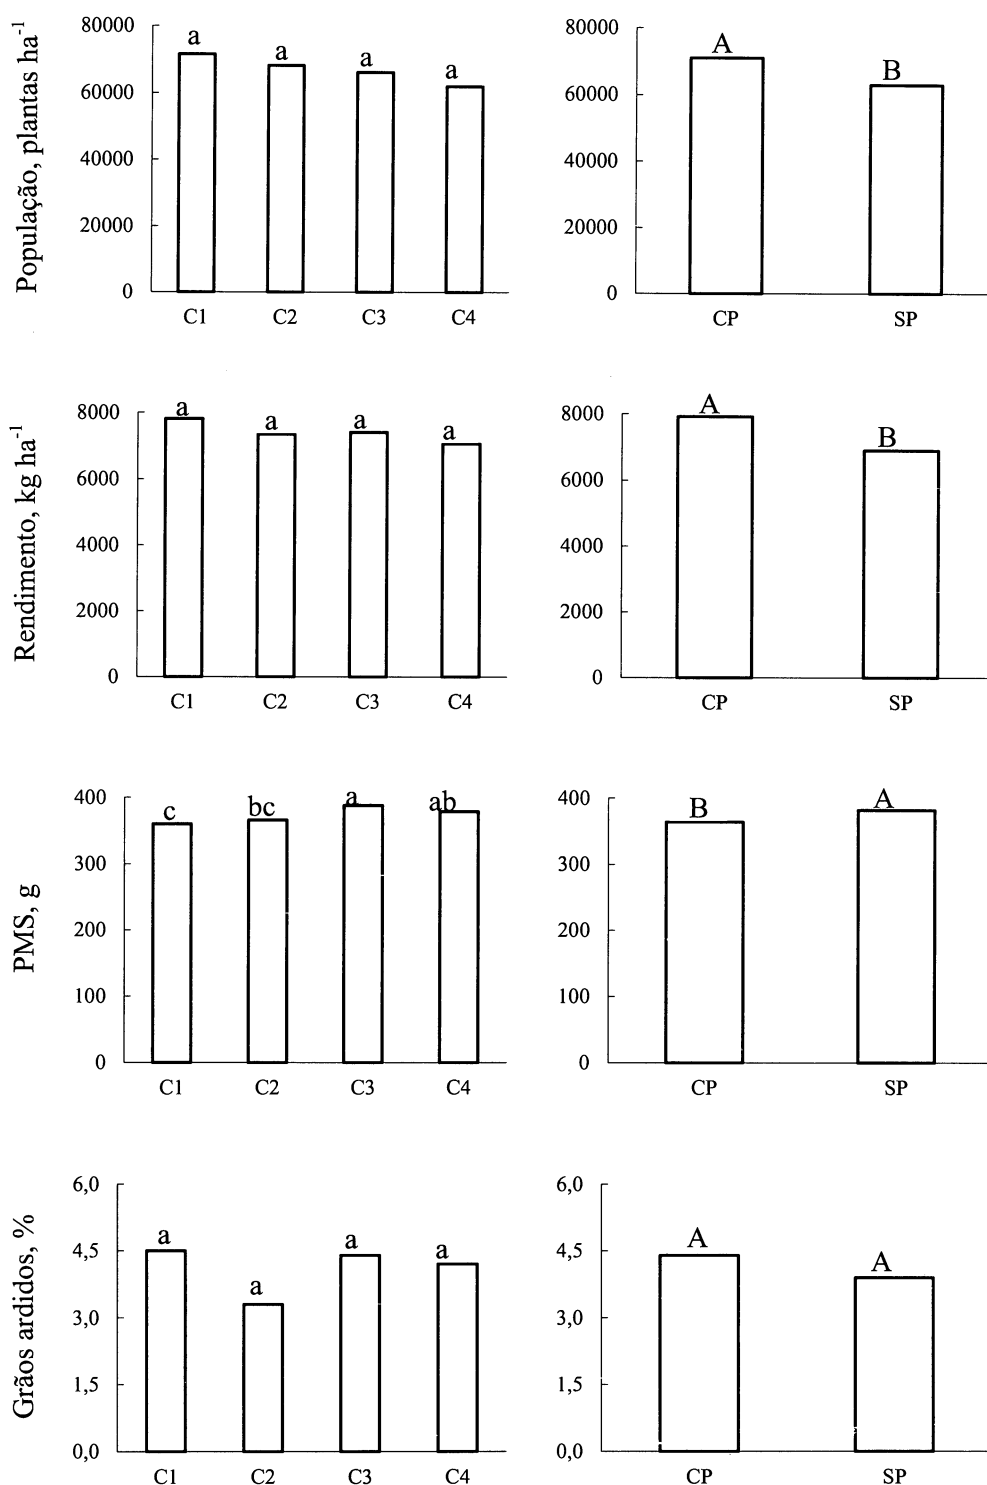 População, plantas ha⁻¹
80000
60000
40000
20000
0
a
a
a
a
C1
C2
C3
C4
80000
60000
40000
20000
0
A
B
CP
SP
Rendimento, kg ha⁻¹
8000
6000
4000
2000
0
a
a
a
a
C1
C2
C3
C4
8000
6000
4000
2000
0
A
B
CP
SP
PMS, g
400
300
200
100
0
c
bc
a
ab
C1
C2
C3
C4
400
300
200
100
0
B
A
CP
SP
Grãos ardidos, %
6,0
4,5
3,0
1,5
0,0
a
a
a
a
C1
C2
C3
C4
6,0
4,5
3,0
1,5
0,0
A
A
CP
SP